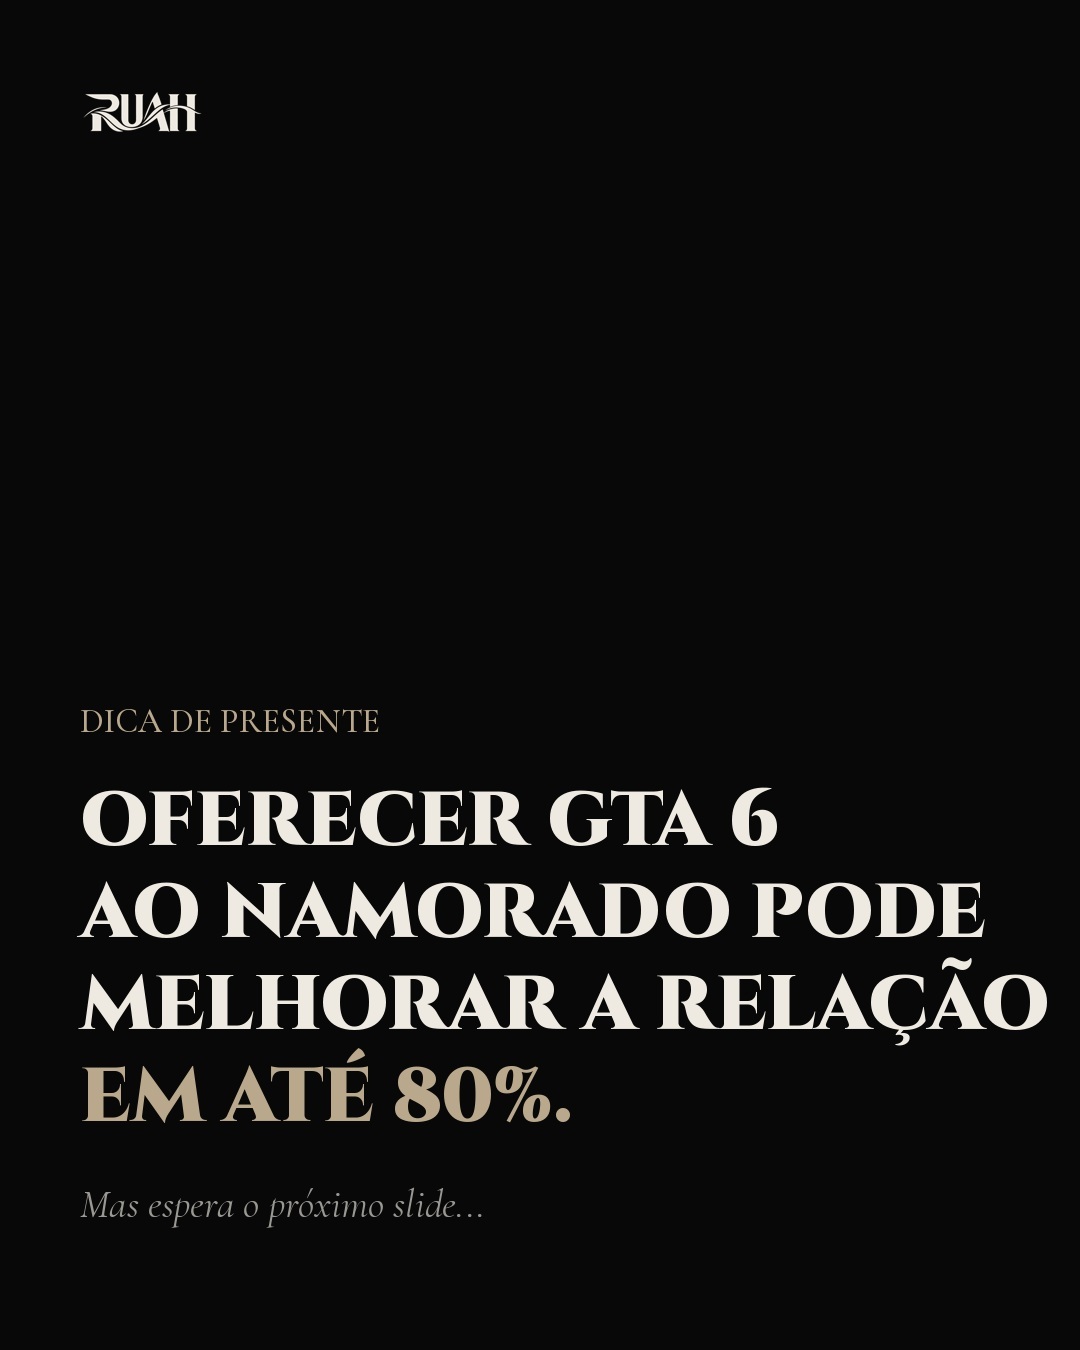 RUAH
DICA DE PRESENTE
OFERECER GTA 6
AO NAMORADO PODE
MELHORAR A RELAÇÃO
EM ATÉ 80%.
Mas espera o próximo slide...